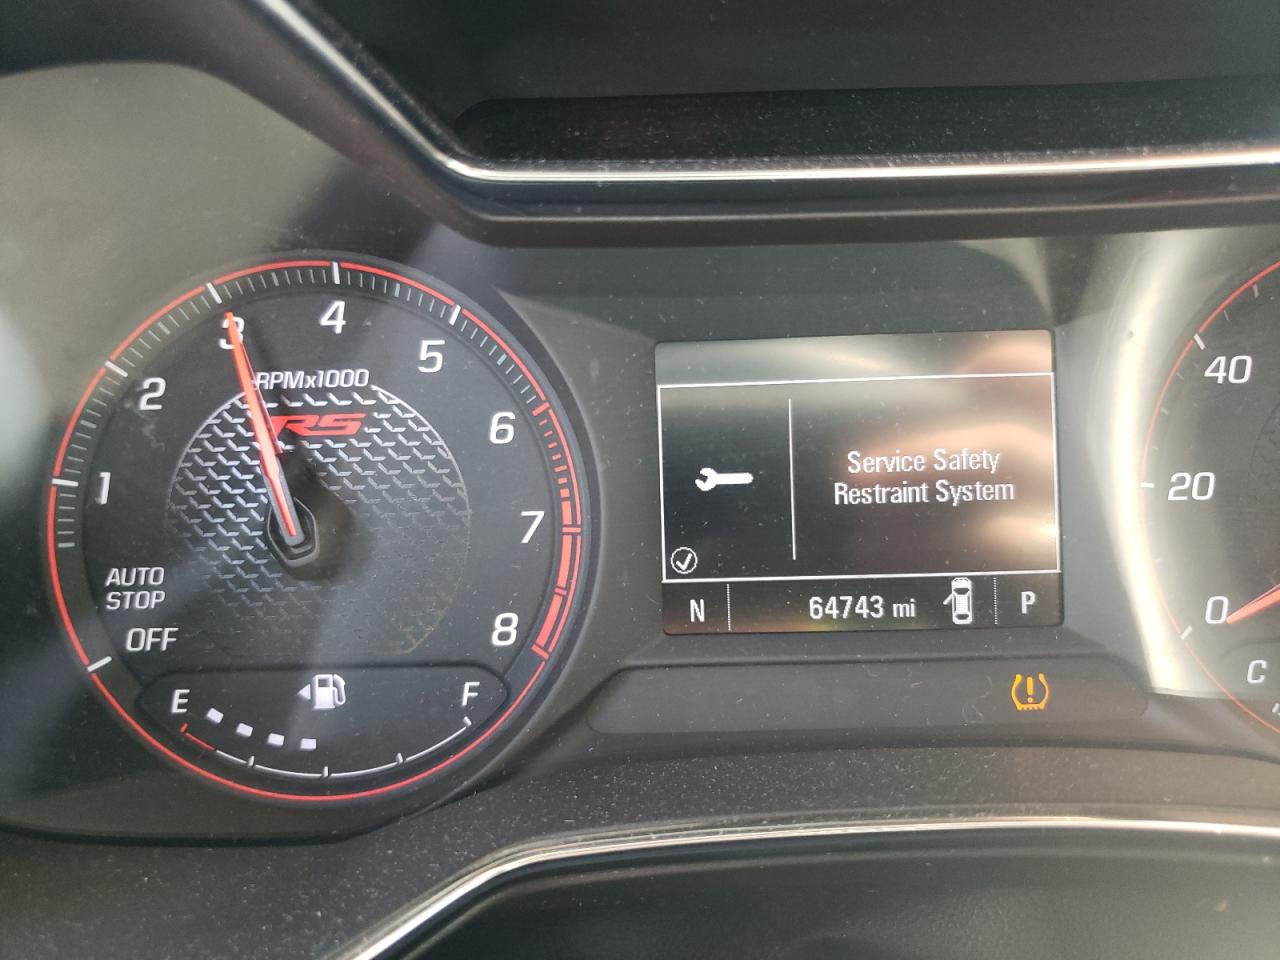 1
2
3
4
5
6
7
8
RPMx1000
RS
AUTO
STOP
OFF
E
F
Service Safety
Restraint System
N
64743 mi
P
40
20
0
C